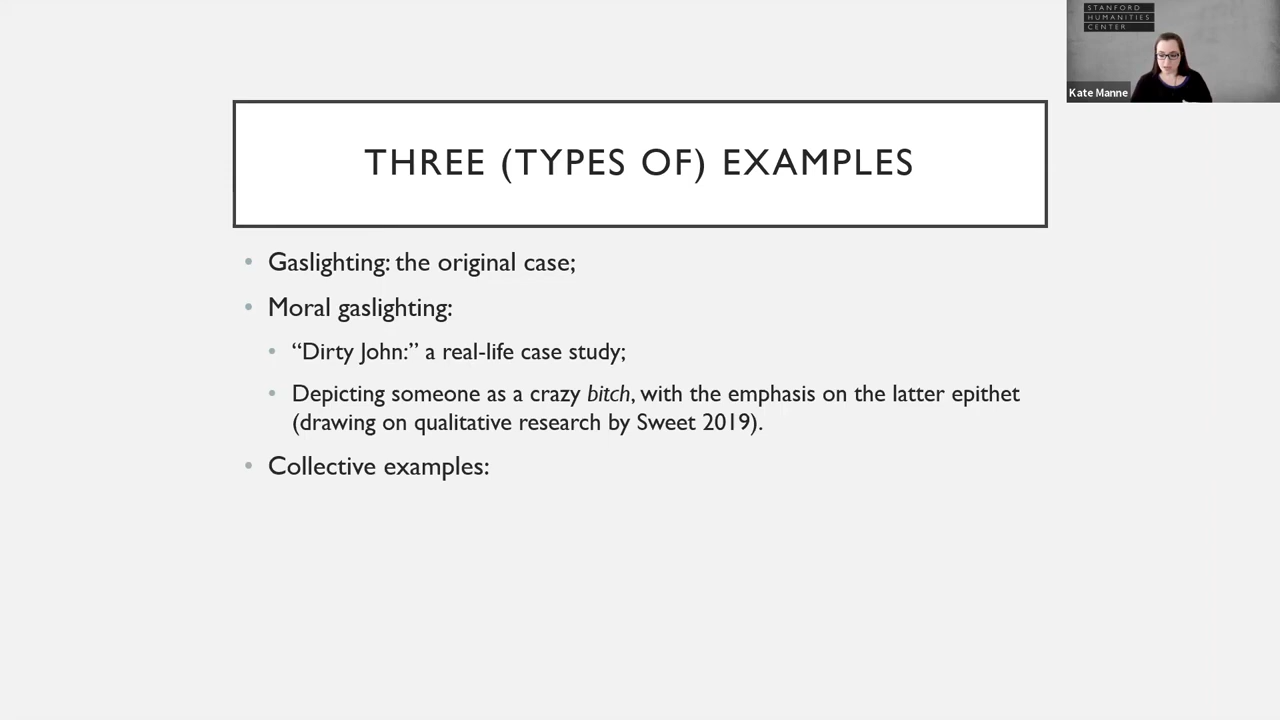 STANFORD
HUMANITIES
CENTER
Kate Manne
THREE (TYPES OF) EXAMPLES
• Gaslighting: the original case;
• Moral gaslighting:
• “Dirty John:” a real-life case study;
• Depicting someone as a crazy bitch, with the emphasis on the latter epithet
(drawing on qualitative research by Sweet 2019).
• Collective examples: